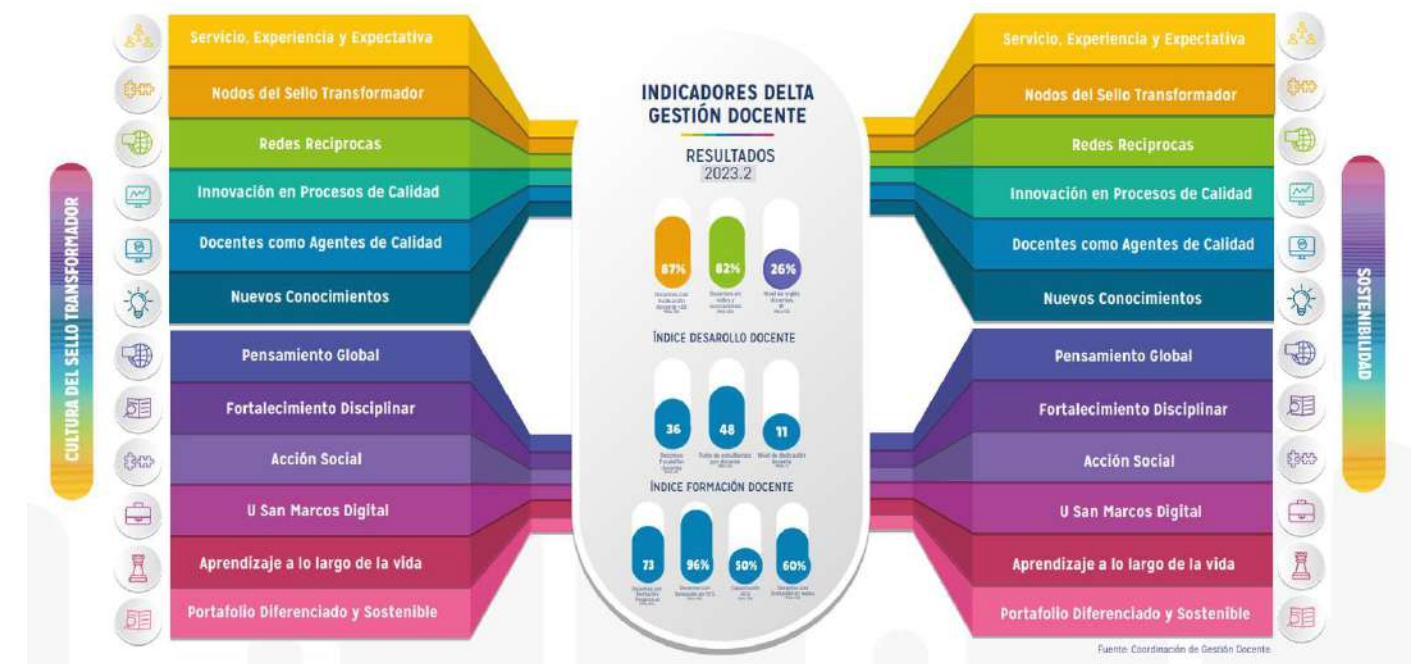 CULTURA DEL SELLO TRANSFORMADOR
Servicio, Experiencia y Expectativa
Nodos del Sello Transformador
Redes Reciprocas
Innovación en Procesos de Calidad
Docentes como Agentes de Calidad
Nuevos Conocimientos
Pensamiento Global
Fortalecimiento Disciplinar
Acción Social
U San Marcos Digital
Aprendizaje a lo largo de la vida
Portafolio Diferenciado y Sostenible
INDICADORES DELTA
GESTIÓN DOCENTE
RESULTADOS
2023.2
87%
82%
26%
ÍNDICE DESAROLLO DOCENTE
36
48
11
ÍNDICE FORMACIÓN DOCENTE
73
96%
50%
60%
Servicio, Experiencia y Expectativa
Nodos del Sello Transformador
Redes Reciprocas
Innovación en Procesos de Calidad
Docentes como Agentes de Calidad
Nuevos Conocimientos
Pensamiento Global
Fortalecimiento Disciplinar
Acción Social
U San Marcos Digital
Aprendizaje a lo largo de la vida
Portafolio Diferenciado y Sostenible
SOSTENIBILIDAD
Fuente: Coordinación de Gestión Docente